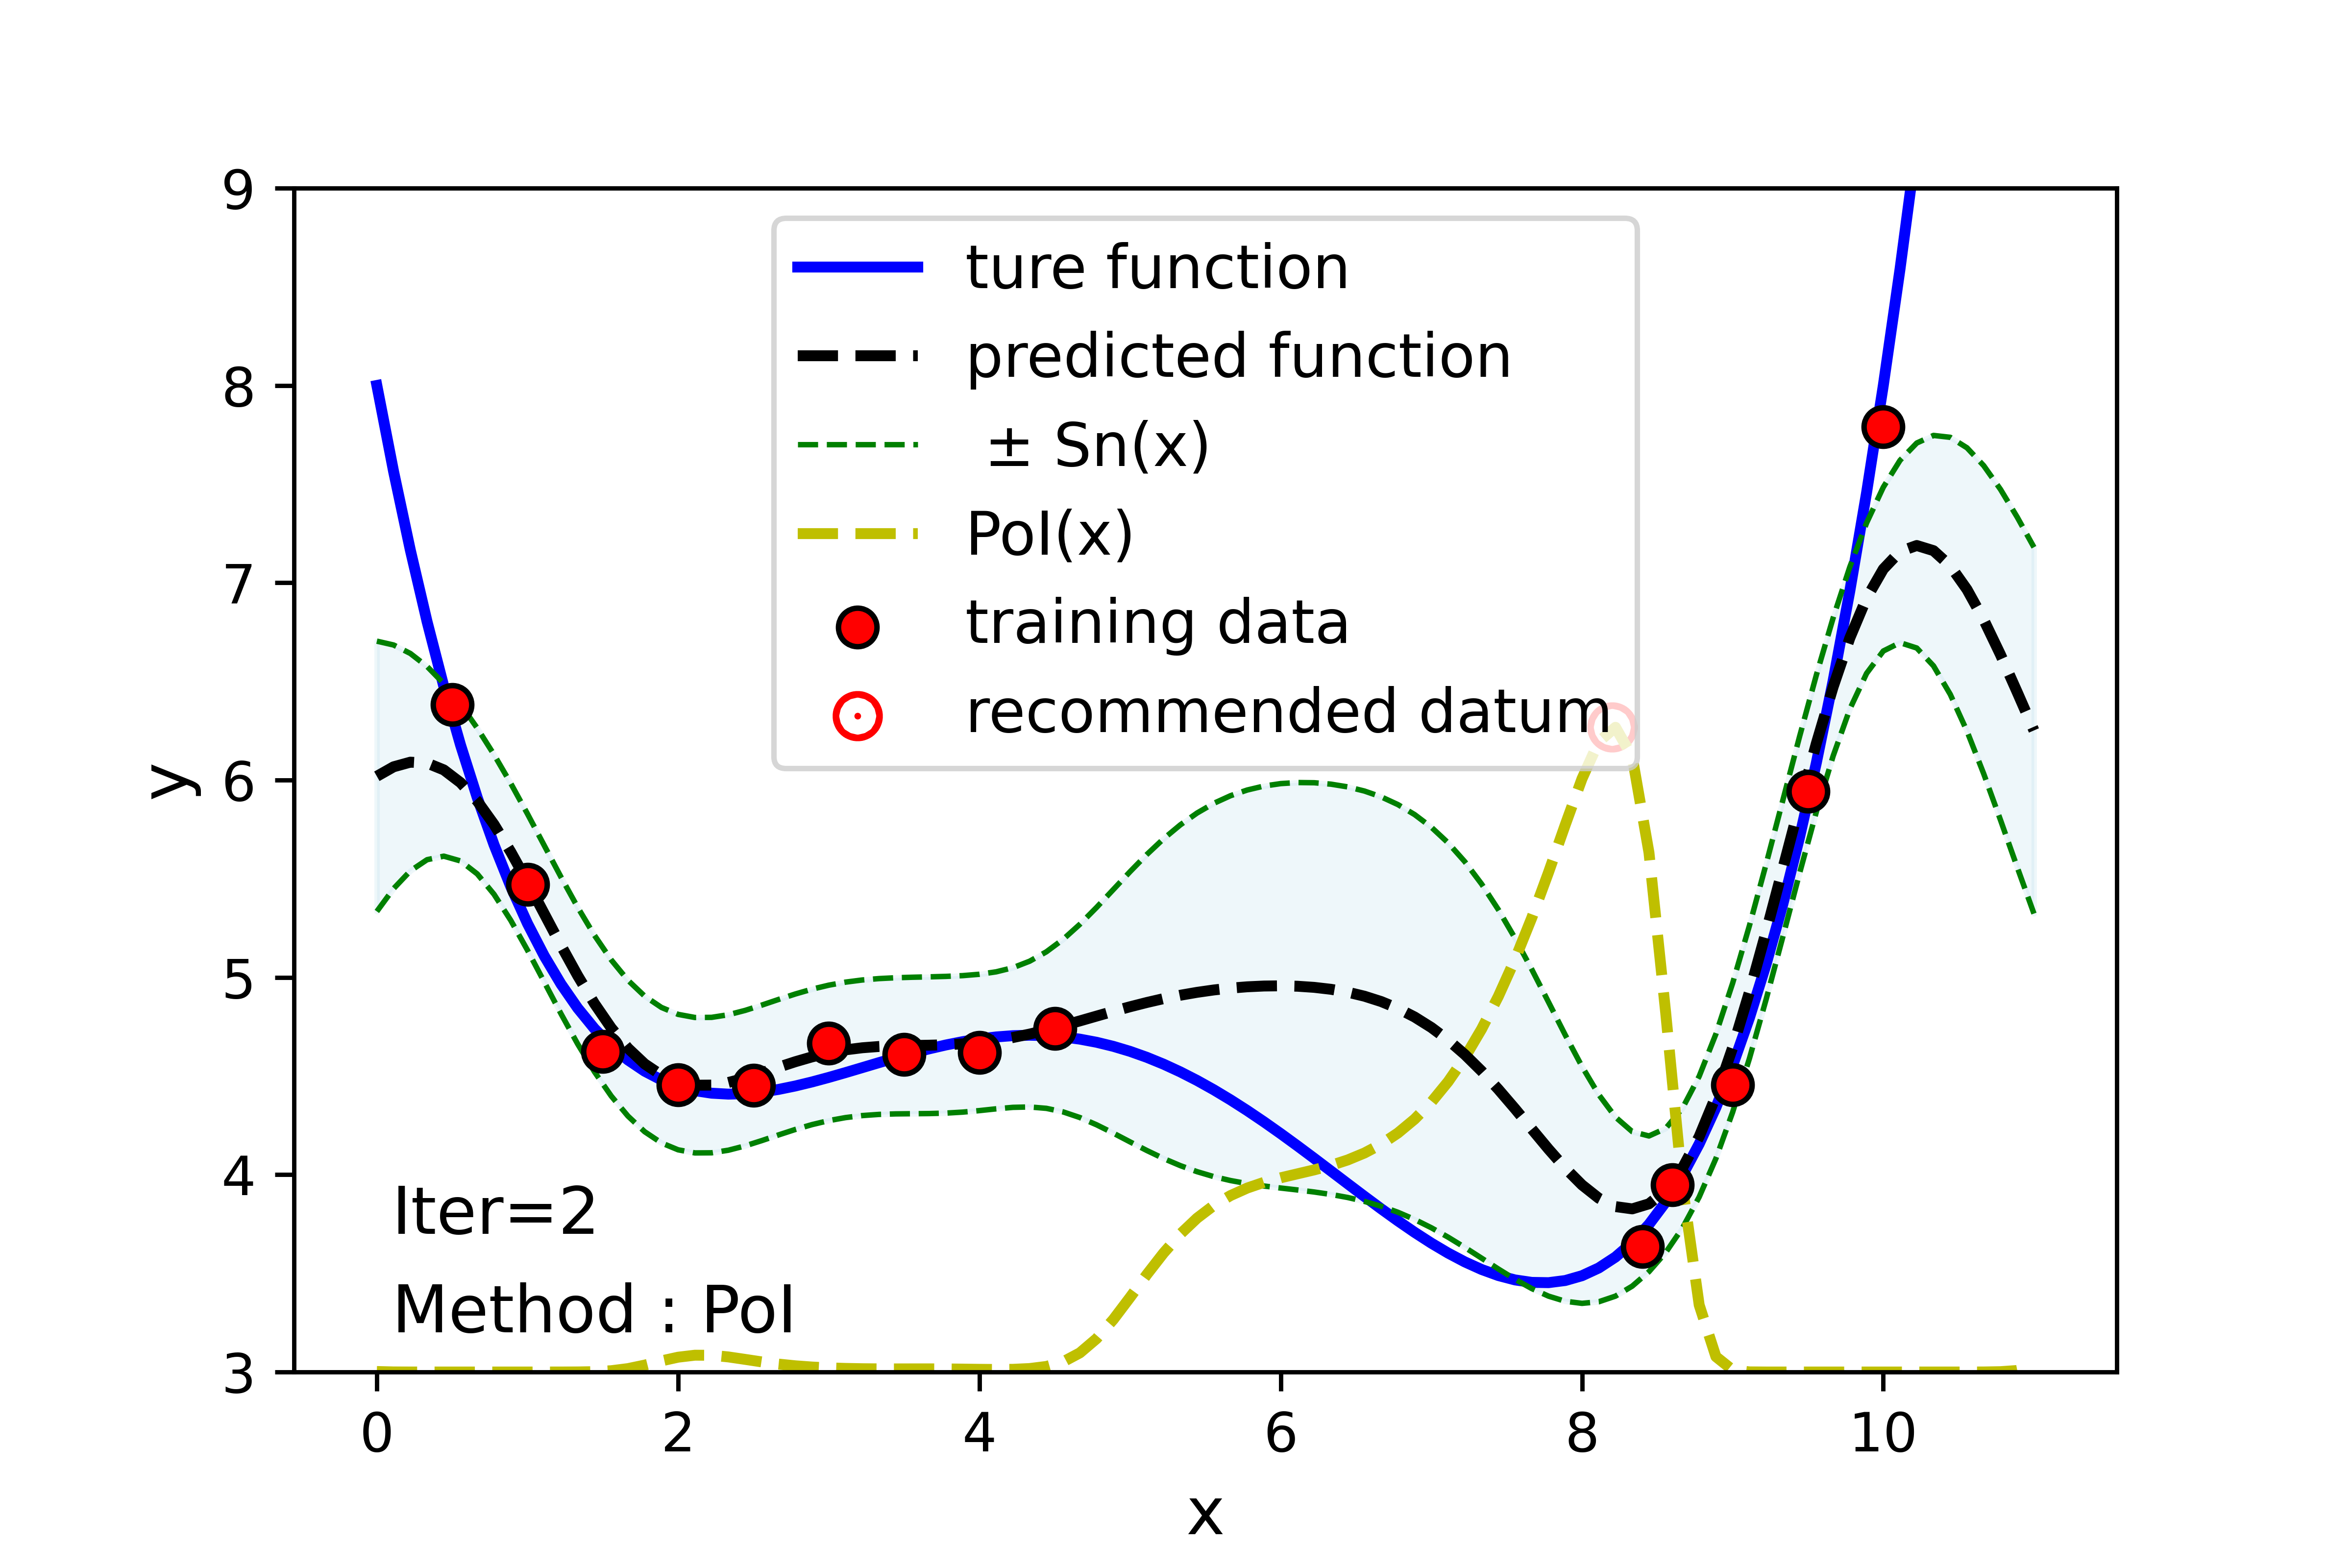 9
8
7
6
5
4
3
y
ture function
predicted function
± Sn(x)
PoI(x)
training data
recommended datum
Iter=2
Method : PoI
0 2 4 6 8 10
x